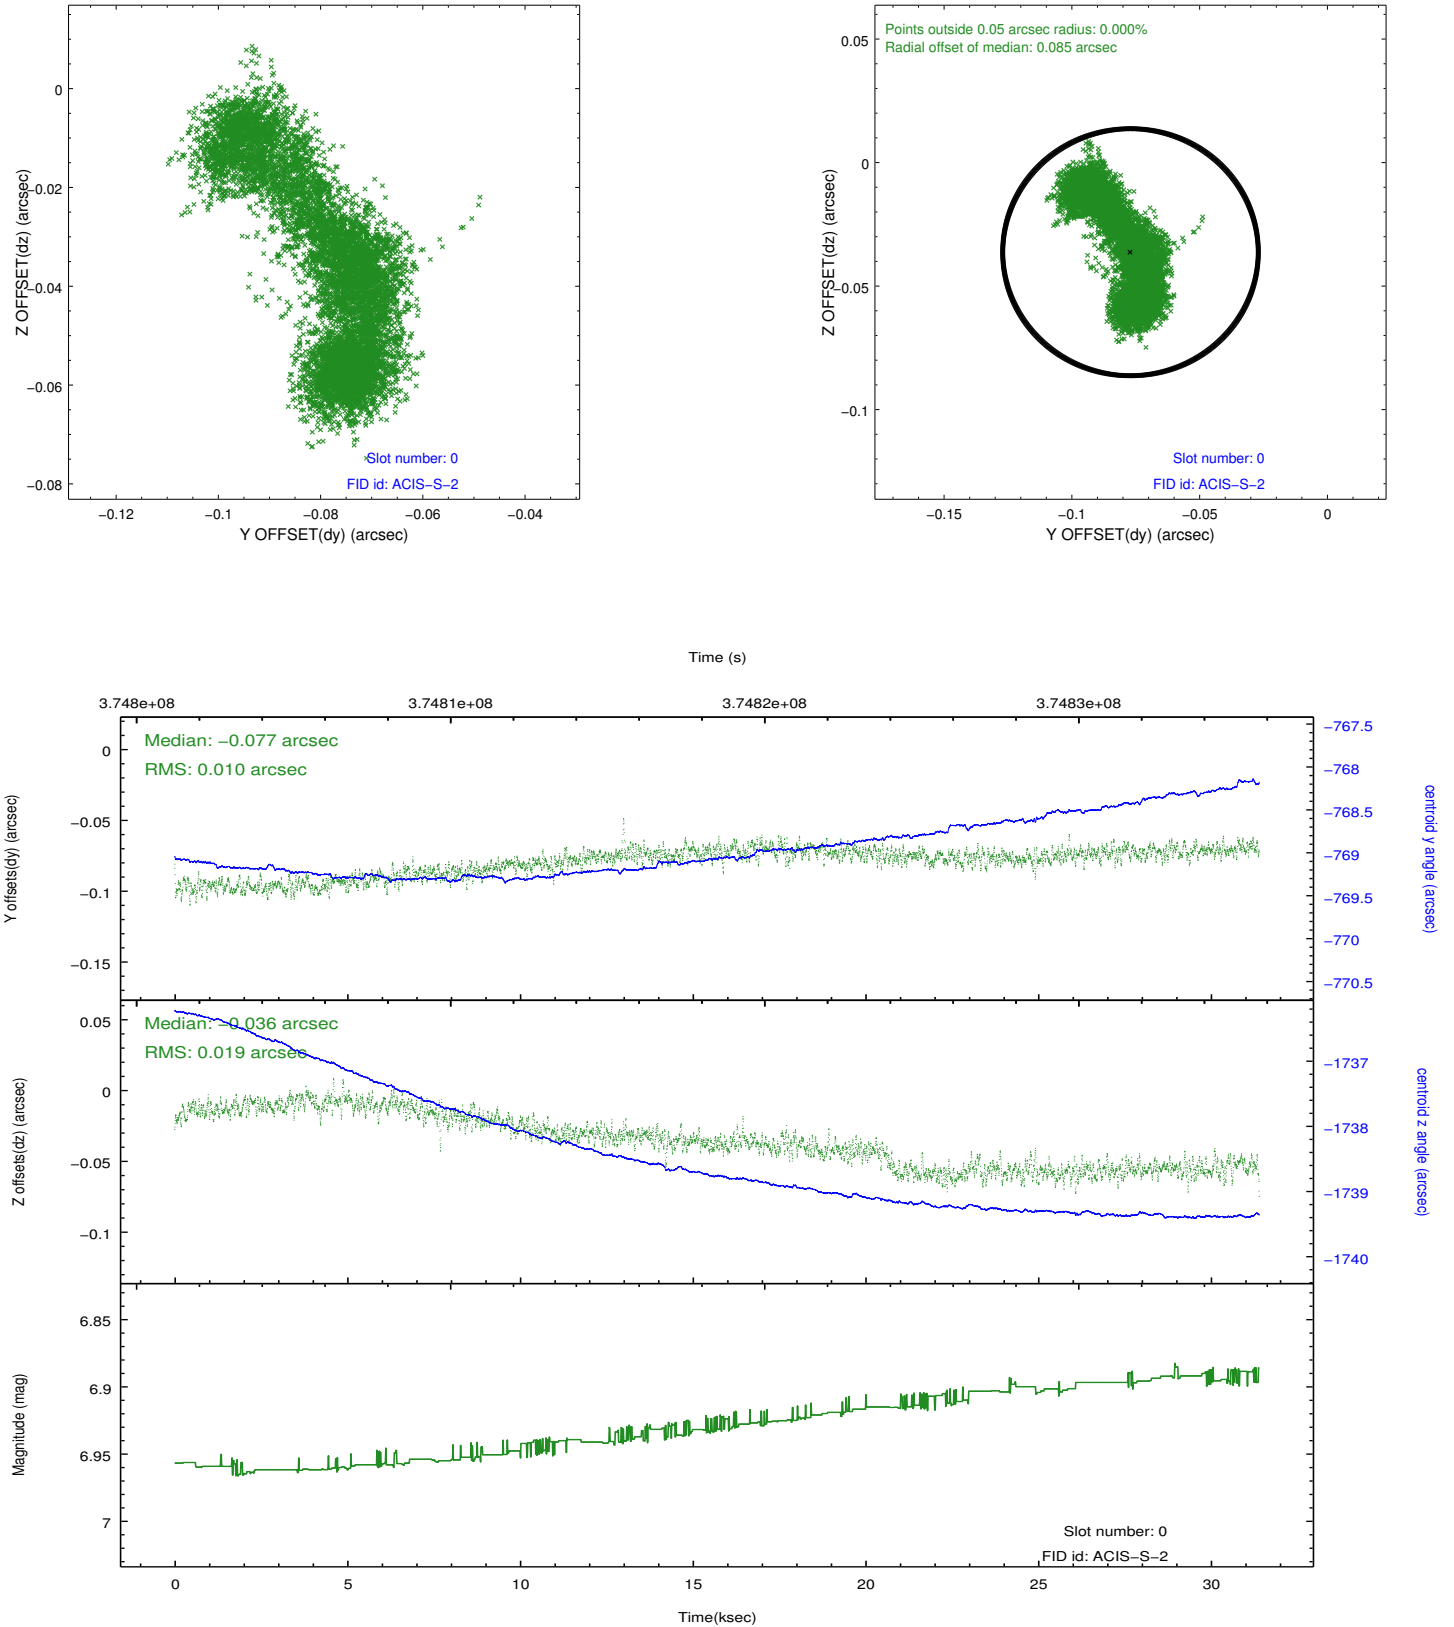 0
−0.02
−0.04
−0.06
−0.08
Z OFFSET(dz) (arcsec)
Slot number: 0
FID id: ACIS−S−2
−0.12 −0.1 −0.08 −0.06 −0.04
Y OFFSET(dy) (arcsec)
Points outside 0.05 arcsec radius: 0.000%
Radial offset of median: 0.085 arcsec
0.05
0
−0.05
−0.1
Z OFFSET(dz) (arcsec)
Slot number: 0
FID id: ACIS−S−2
−0.15 −0.1 −0.05 0
Y OFFSET(dy) (arcsec)
Time (s)
3.748e+08 3.7481e+08 3.7482e+08 3.7483e+08
Median: −0.077 arcsec
RMS: 0.010 arcsec
0
−0.05
−0.1
−0.15
Y offsets(dy) (arcsec)
−767.5
−768
−768.5
−769
−769.5
−770
−770.5
centroid y angle (arcsec)
Median: −0.036 arcsec
RMS: 0.019 arcsec
0.05
0
−0.05
−0.1
Z offsets(dz) (arcsec)
−1737
−1738
−1739
−1740
centroid z angle (arcsec)
6.85
6.9
6.95
7
Magnitude (mag)
Slot number: 0
FID id: ACIS−S−2
0 5 10 15 20 25 30
Time(ksec)